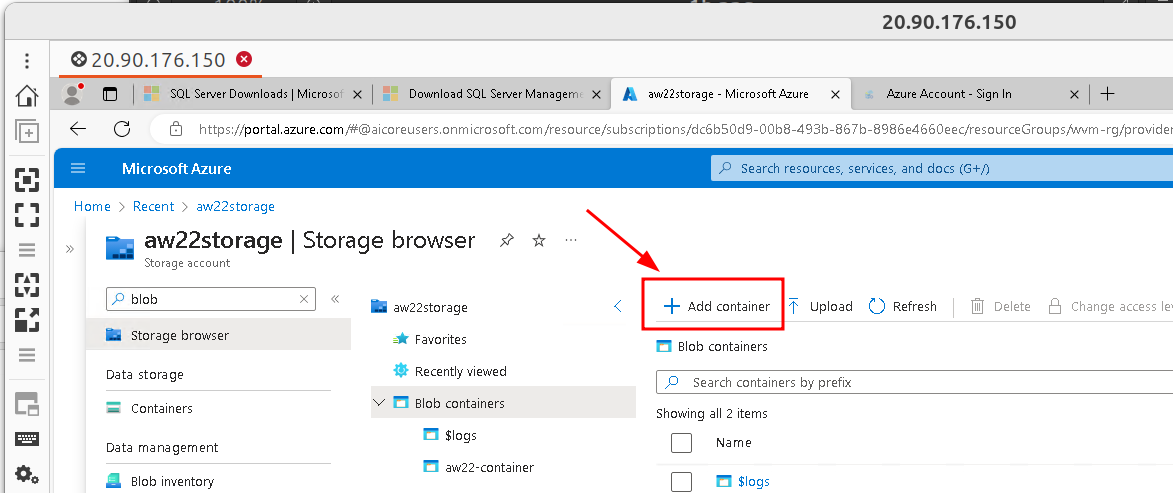 20.90.176.150
20.90.176.150
SQL Server Downloads | Microsof
Download SQL Server Manageme
aw22storage - Microsoft Azure
Azure Account - Sign In
https://portal.azure.com/#@aicoreusers.onmicrosoft.com/resource/subscriptions/dc6b50d9-00b8-493b-867b-8986e4660eec/resourceGroups/wvm-rg/provider
Microsoft Azure
Search resources, services, and docs (G+/)
Home > Recent > aw22storage
aw22storage | Storage browser
Storage account
blob
Storage browser
Data storage
Containers
Data management
Blob inventory
aw22storage
Favorites
Recently viewed
Blob containers
$logs
aw22-container
Add container
Upload
Refresh
Delete
Change access lev
Blob containers
Search containers by prefix
Showing all 2 items
Name
$logs